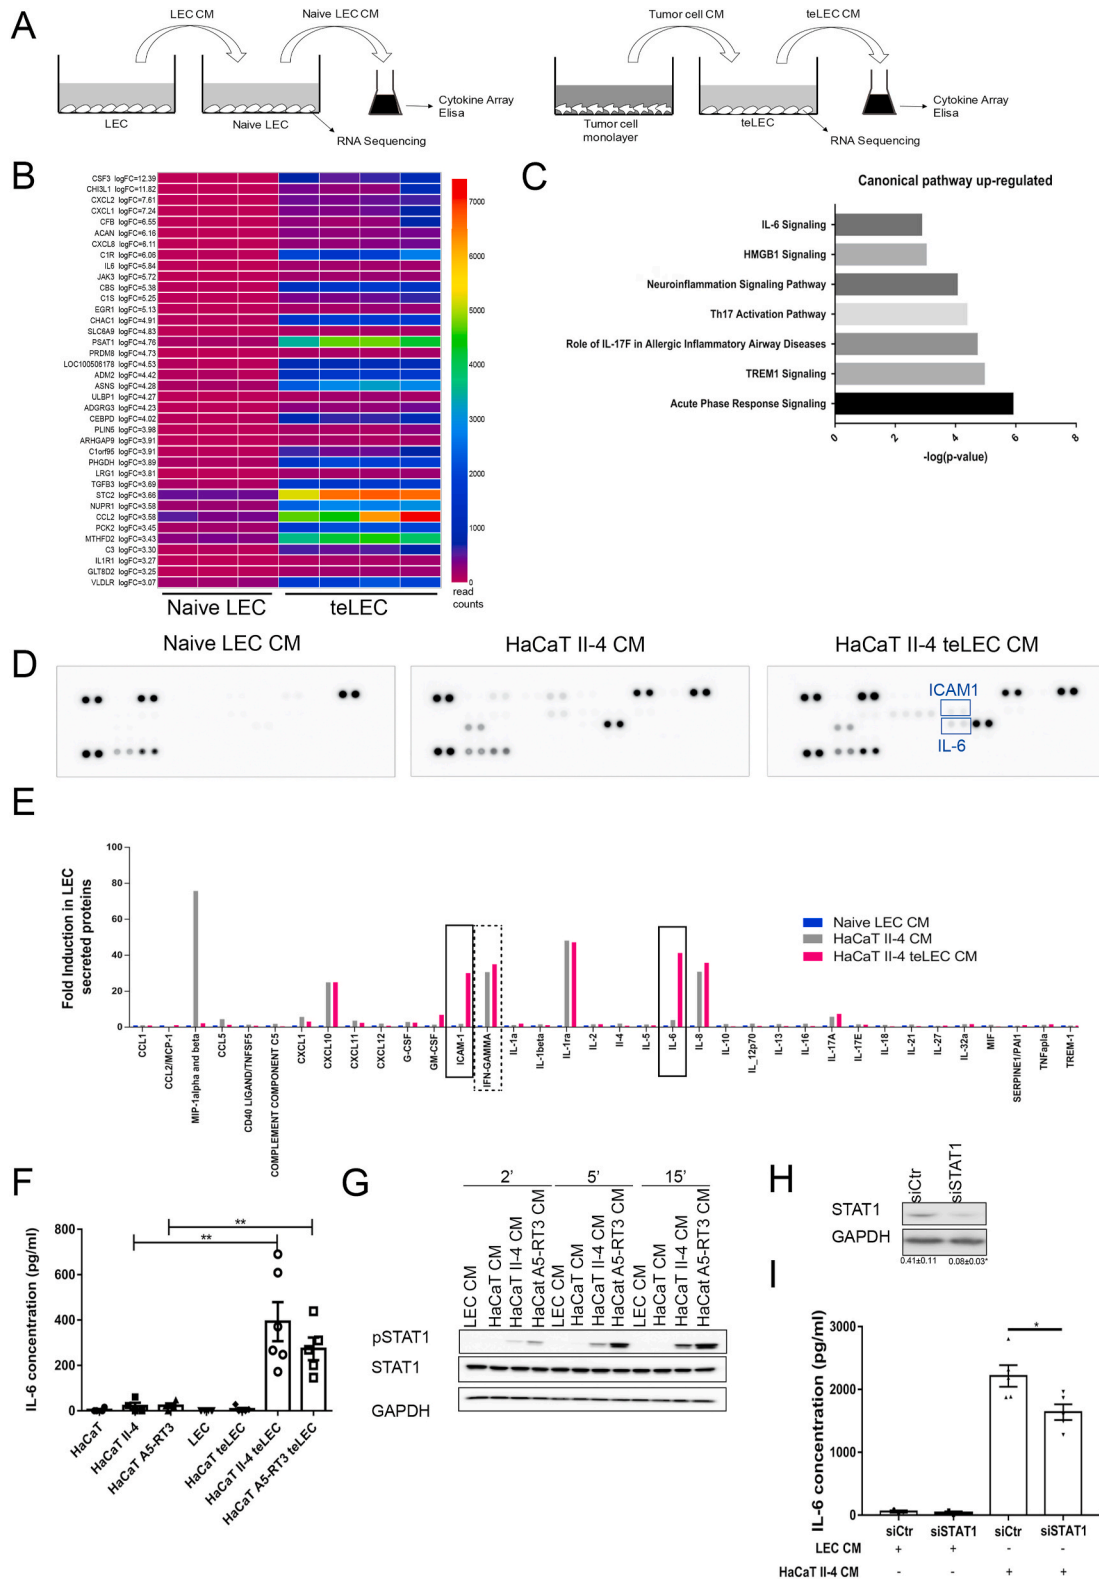 A
LEC CM
Naive LEC CM
LEC
Naive LEC
Cytokine Array
Elisa
RNA Sequencing
Tumor cell CM
teLEC CM
Tumor cell
monolayer
teLEC
Cytokine Array
Elisa
RNA Sequencing
B
CSF3 logFC=12.39
CHI3L1 logFC=11.82
CXCL2 logFC=7.61
CXCL1 logFC=7.24
CFB logFC=6.55
ACAN logFC=6.16
CXCL8 logFC=6.11
C1R logFC=6.06
IL6 logFC=5.84
JAK3 logFC=5.72
CBS logFC=5.38
C1S logFC=5.25
EGR1 logFC=5.13
CHAC1 logFC=4.91
SLC6A9 logFC=4.83
PSAT1 logFC=4.76
PRDM8 logFC=4.73
LOC100506178 logFC=4.53
ADM2 logFC=4.42
ASNS logFC=4.28
ULBP1 logFC=4.27
ADGRG3 logFC=4.23
CEBPD logFC=4.02
PLIN5 logFC=3.98
ARHGAP9 logFC=3.91
C1orf95 logFC=3.91
PHGDH logFC=3.89
LRG1 logFC=3.81
TGFB3 logFC=3.69
STC2 logFC=3.66
NUPR1 logFC=3.58
CCL2 logFC=3.58
PCK2 logFC=3.45
MTHFD2 logFC=3.43
C3 logFC=3.30
IL1R1 logFC=3.27
GLT8D2 logFC=3.25
VLDLR logFC=3.07
7000
6000
5000
4000
3000
2000
1000
0
read
counts
Naive LEC
teLEC
C
Canonical pathway up-regulated
IL-6 Signaling
HMGB1 Signaling
Neuroinflammation Signaling Pathway
Th17 Activation Pathway
Role of IL-17F in Allergic Inflammatory Airway Diseases
TREM1 Signaling
Acute Phase Response Signaling
0 2 4 6 8
-log(p-value)
D
Naive LEC CM
HaCaT II-4 CM
HaCaT II-4 teLEC CM
ICAM1
IL-6
E
Fold Induction in LEC
secreted proteins
100
80
60
40
20
0
Naive LEC CM
HaCaT II-4 CM
HaCaT II-4 teLEC CM
CCL1
CCL2/MCP-1
MIP-1alpha and beta
CCL5
CD40 LIGAND/TNFSF5
COMPLEMENT COMPONENT C5
CXCL1
CXCL10
CXCL11
CXCL12
G-CSF
GM-CSF
ICAM-1
IFN-GAMMA
IL-1a
IL-1beta
IL-1ra
IL-2
Il-4
IL-5
IL-6
IL-8
IL-10
IL_12p70
IL-13
IL-16
IL-17A
IL-17E
IL-18
IL-21
IL-27
IL-32a
MIF
SERPINE1/PAI1
TNFapla
TREM-1
F
IL-6 concentration (pg/ml)
800
600
400
200
0
**
**
HaCaT
HaCaT II-4
HaCaT A5-RT3
LEC
HaCaT teLEC
HaCaT II-4 teLEC
HaCaT A5-RT3 teLEC
G
2' 5' 15'
LEC CM
HaCaT CM
HaCaT II-4 CM
HaCat A5-RT3 CM
LEC CM
HaCaT CM
HaCaT II-4 CM
HaCat A5-RT3 CM
LEC CM
HaCaT CM
HaCaT II-4 CM
HaCat A5-RT3 CM
pSTAT1
STAT1
GAPDH
H
siCtr
siSTAT1
STAT1
GAPDH
0.41±0.11 0.08±0.03*
I
IL-6 concentration (pg/ml)
3000
2000
1000
0
*
siCtr siSTAT1 siCtr siSTAT1
LEC CM + + - -
HaCaT II-4 CM - - + +